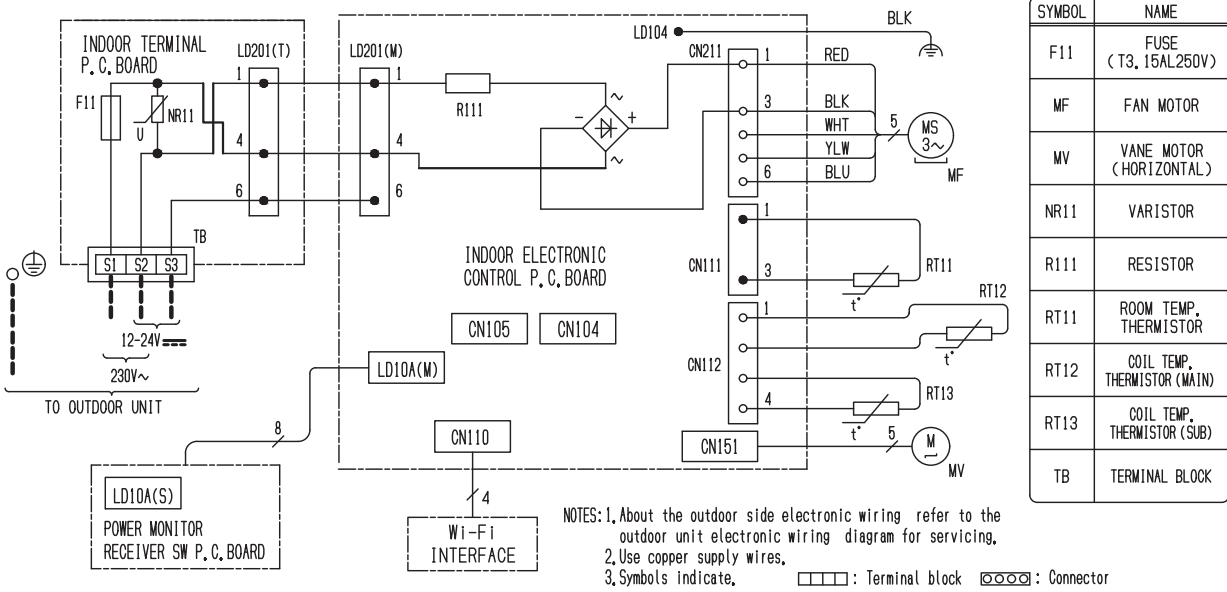 INDOOR TERMINAL
P.C.BOARD
F11
NR11
U
LD201(T)
1
4
6
LD201(M)
1
4
6
R111
~
-
+
~
LD104
BLK
CN211
1
3
6
RED
BLK
WHT
YLW
BLU
5
MS
3~
MF
TB
S1
S2
S3
12-24V
230V~
TO OUTDOOR UNIT
INDOOR ELECTRONIC
CONTROL P.C.BOARD
CN105
CN104
CN111
1
3
RT11
t°
CN112
1
4
RT12
t°
RT13
t°
CN151
5
M
~
MV
LD10A(M)
8
CN110
4
LD10A(S)
POWER MONITOR
RECEIVER SW P.C.BOARD
Wi-Fi
INTERFACE
NOTES:1.About the outdoor side electronic wiring refer to the
outdoor unit electronic wiring diagram for servicing.
2.Use copper supply wires.
3.Symbols indicate. : Terminal block : Connector
SYMBOL NAME
F11 FUSE
(T3.15AL250V)
MF FAN MOTOR
MV VANE MOTOR
(HORIZONTAL)
NR11 VARISTOR
R111 RESISTOR
RT11 ROOM TEMP.
THERMISTOR
RT12 COIL TEMP.
THERMISTOR(MAIN)
RT13 COIL TEMP.
THERMISTOR(SUB)
TB TERMINAL BLOCK